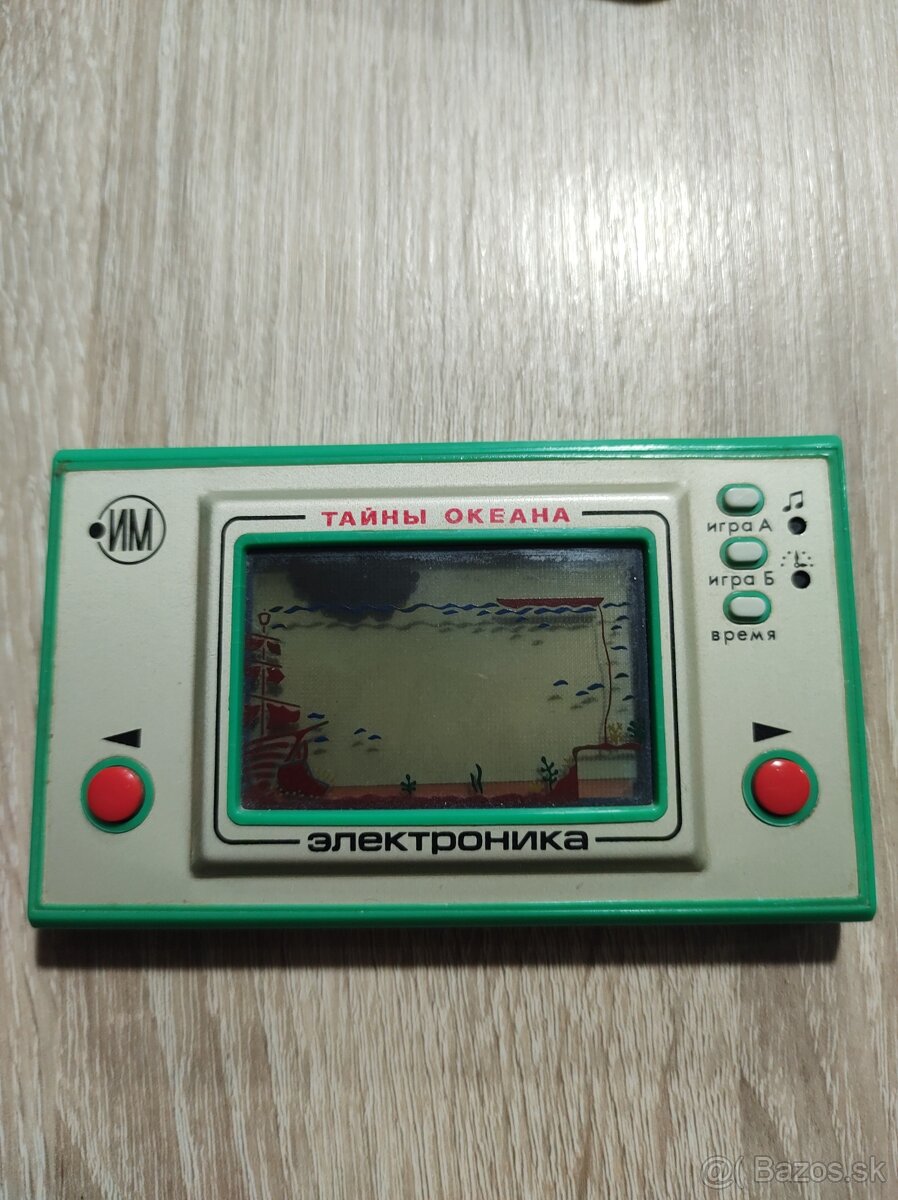 ИМ
ТАЙНЫ ОКЕАНА
игра А
игра Б
время
электроника
@( Bazos.sk